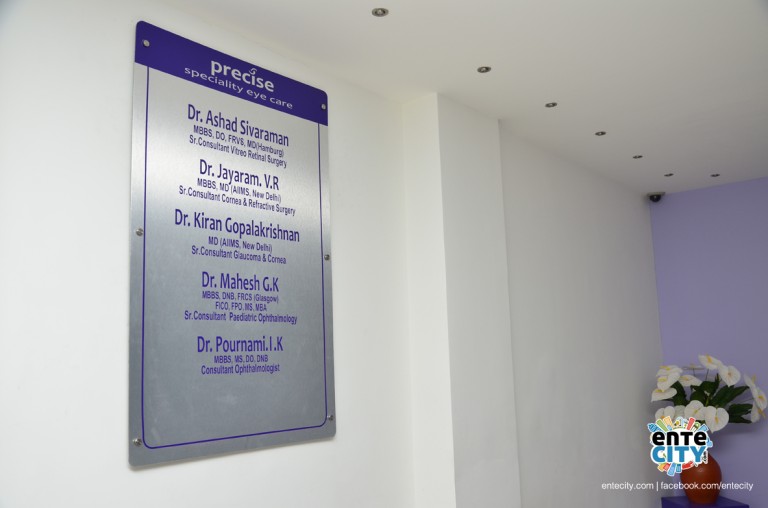 precise
speciality eye care
Dr. Ashad Sivaraman
MBBS, DO, FRVS, MD(Hamburg)
Sr.Consultant Vitreo Retinal Surgery
Dr. Jayaram. V.R
MBBS, MD (AIIMS, New Delhi)
Sr.Consultant Cornea & Refractive Surgery
Dr. Kiran Gopalakrishnan
MD (AIIMS, New Delhi)
Sr.Consultant Glaucoma & Cornea
Dr. Mahesh G.K
MBBS, DNB, FRCS (Glasgow)
FICO, FPO, MS, MBA
Sr.Consultant Paediatric Ophthalmology
Dr. Pournami.I.K
MBBS, MS, DO, DNB
Consultant Ophthalmologist
eNTe
CITY
entecity.com | facebook.com/entecity